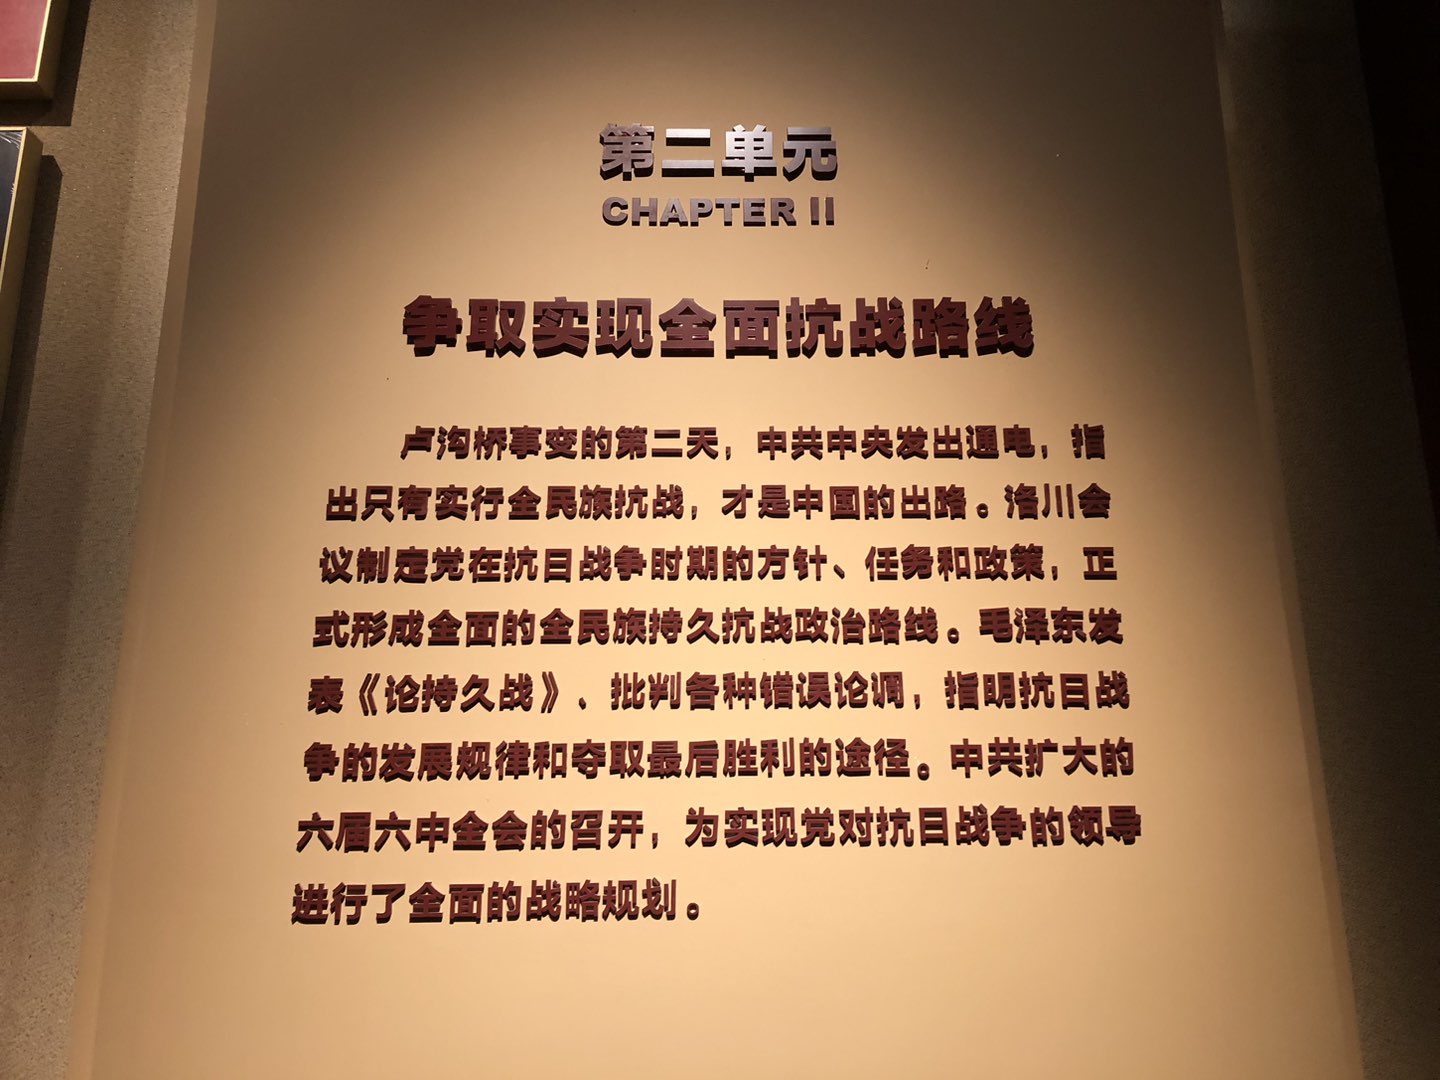 第二单元
CHAPTER II
争取实现全面抗战路线
卢沟桥事变的第二天，中共中央发出通电，指
出只有实行全民族抗战，才是中国的出路。洛川会
议制定党在抗日战争时期的方针、任务和政策，正
式形成全面的全民族持久抗战政治路线。毛泽东发
表《论持久战》、批判各种错误论调，指明抗日战
争的发展规律和夺取最后胜利的途径。中共扩大的
六届六中全会的召开，为实现党对抗日战争的领导
进行了全面的战略规划。